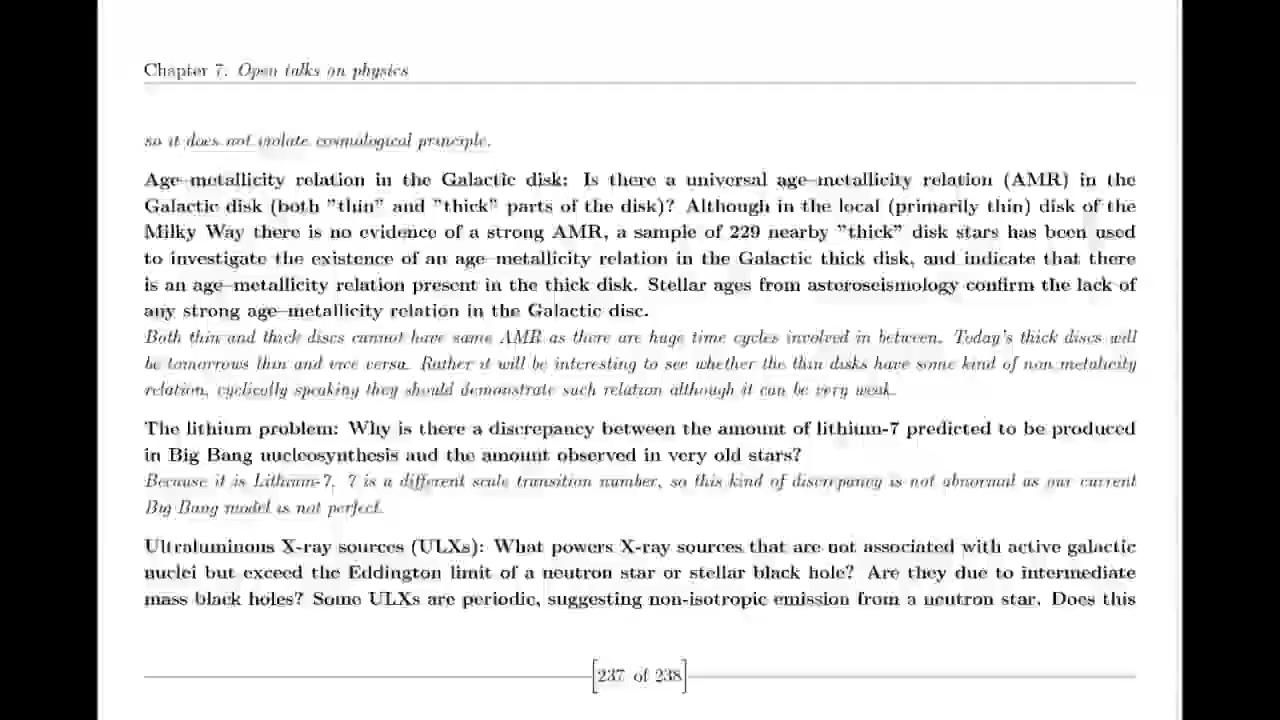 Chapter 7. Open talks on physics
so it does not violate cosmological principle.
Age–metallicity relation in the Galactic disk: Is there a universal age–metallicity relation (AMR) in the
Galactic disk (both ”thin” and ”thick” parts of the disk)? Although in the local (primarily thin) disk of the
Milky Way there is no evidence of a strong AMR, a sample of 229 nearby ”thick” disk stars has been used
to investigate the existence of an age–metallicity relation in the Galactic thick disk, and indicate that there
is an age–metallicity relation present in the thick disk. Stellar ages from asteroseismology confirm the lack of
any strong age–metallicity relation in the Galactic disc.
Both thin and thick discs cannot have same AMR as there are huge time cycles involved in between. Today's thick discs will
be tomorrows thin and vice versa. Rather it will be interesting to see whether the thin disks have some kind of non metalicity
relation, cyclically speaking they should demonstrate such relation although it can be very weak.
The lithium problem: Why is there a discrepancy between the amount of lithium-7 predicted to be produced
in Big Bang nucleosynthesis and the amount observed in very old stars?
Because it is Lithium-7, 7 is a different scale transition number, so this kind of discrepancy is not abnormal as our current
Big Bang model is not perfect.
Ultraluminous X-ray sources (ULXs): What powers X-ray sources that are not associated with active galactic
nuclei but exceed the Eddington limit of a neutron star or stellar black hole? Are they due to intermediate
mass black holes? Some ULXs are periodic, suggesting non-isotropic emission from a neutron star. Does this
[237 of 238]